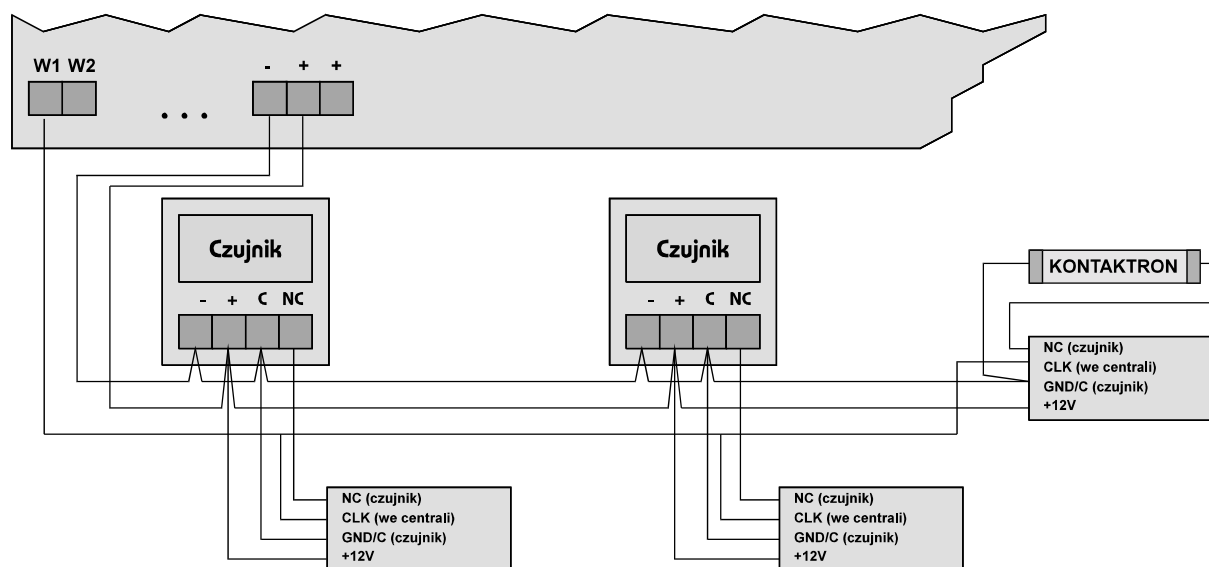 W1 W2 - + +
...
Czujnik
- + C NC
Czujnik
- + C NC
KONTAKTRON
NC (czujnik)
CLK (we centrali)
GND/C (czujnik)
+12V
NC (czujnik)
CLK (we centrali)
GND/C (czujnik)
+12V
NC (czujnik)
CLK (we centrali)
GND/C (czujnik)
+12V